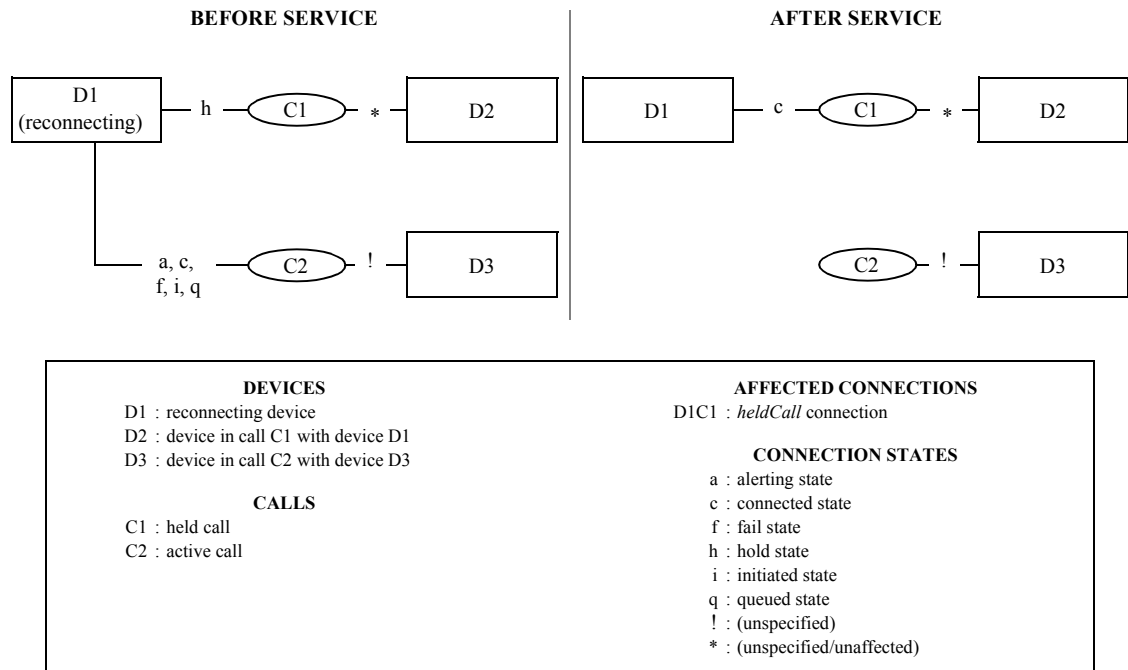 BEFORE SERVICE
AFTER SERVICE
D1
(reconnecting)
h
C1
*
D2
D1
c
C1
*
D2
a, c,
f, i, q
C2
!
D3
C2
!
D3
DEVICES
D1 : reconnecting device
D2 : device in call C1 with device D1
D3 : device in call C2 with device D3
CALLS
C1 : held call
C2 : active call
AFFECTED CONNECTIONS
D1C1 : heldCall connection
CONNECTION STATES
a : alerting state
c : connected state
f : fail state
h : hold state
i : initiated state
q : queued state
! : (unspecified)
* : (unspecified/unaffected)